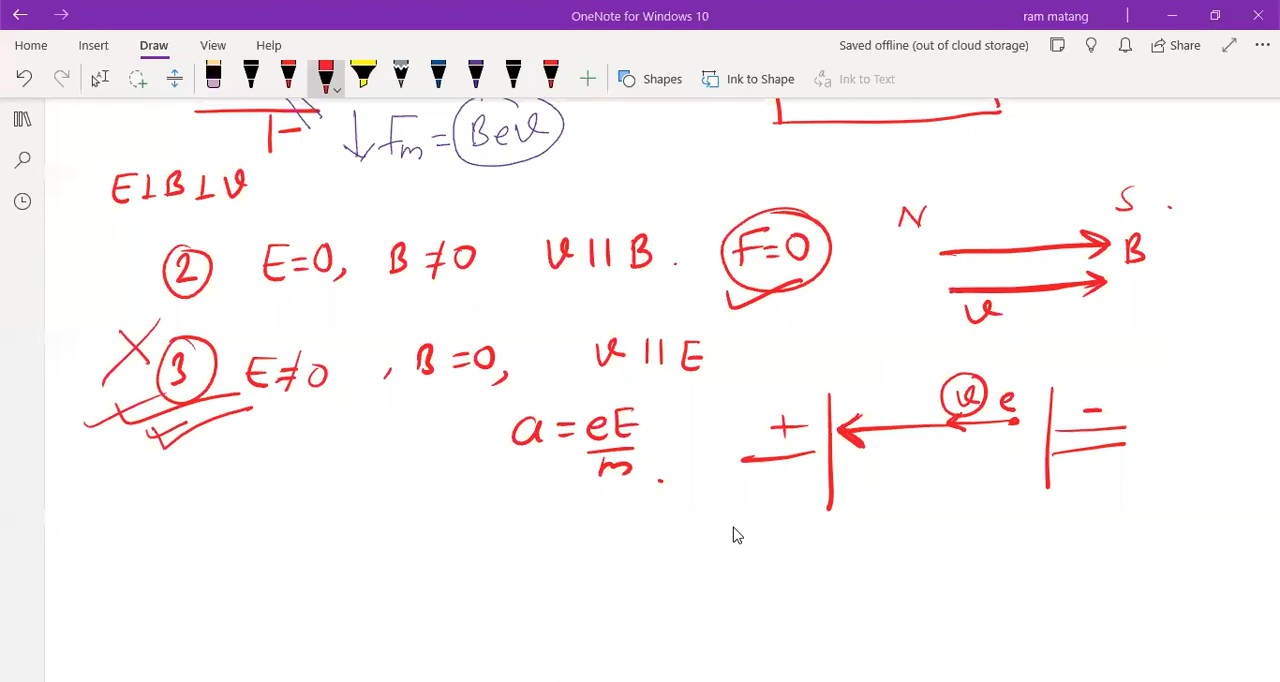 OneNote for Windows 10
ram matang
Home Insert Draw View Help
Saved offline (out of cloud storage)
Share
Shapes
Ink to Shape
Ink to Text
↓ Fm = Bev
E⊥B⊥v
N S .
② E=0, B≠0 v || B. F=0
B
v
③ E≠0, B=0, v || E
a = eE/m.
+ v e -